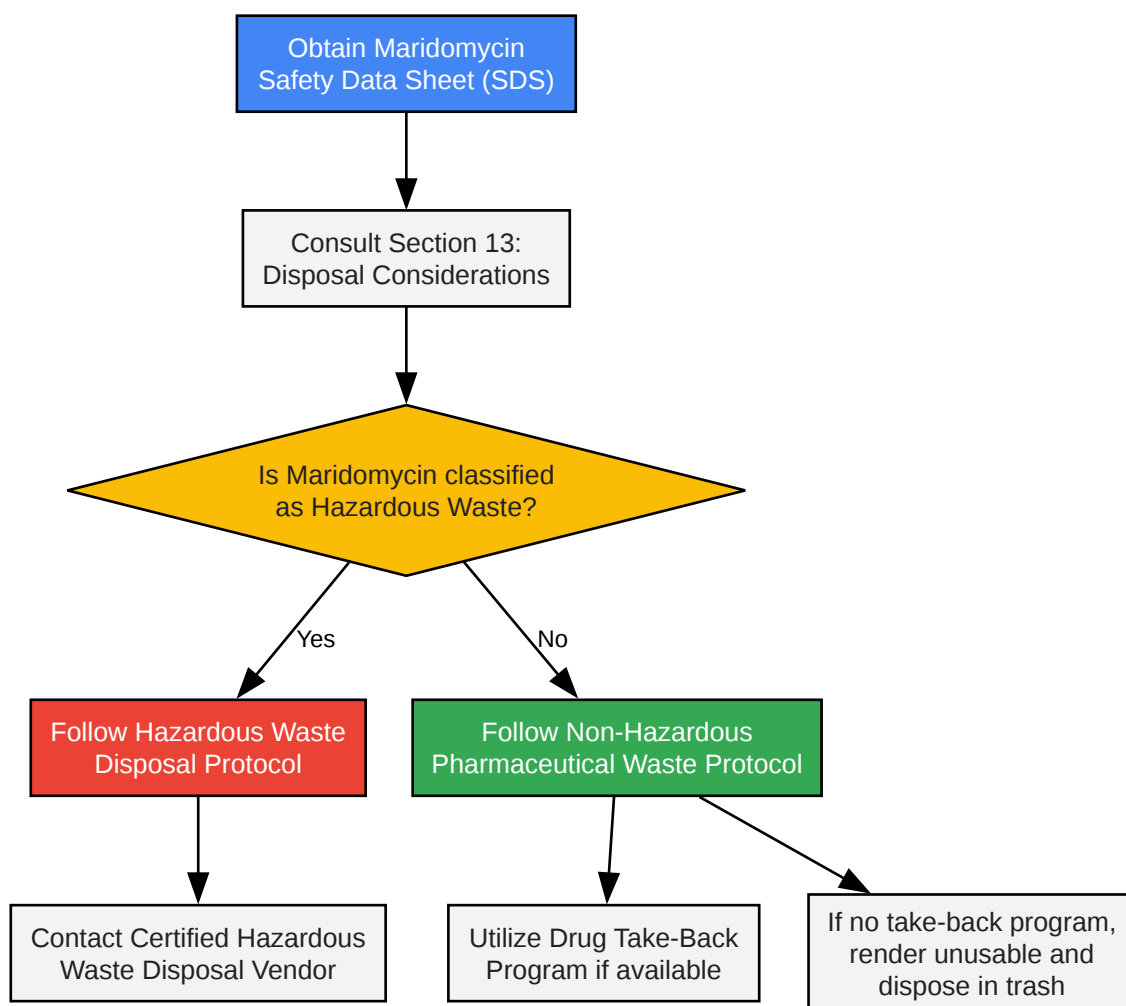 Obtain Maridomycin
Safety Data Sheet (SDS)
Consult Section 13:
Disposal Considerations
Is Maridomycin classified
as Hazardous Waste?
Yes
No
Follow Hazardous Waste
Disposal Protocol
Follow Non-Hazardous
Pharmaceutical Waste Protocol
Contact Certified Hazardous
Waste Disposal Vendor
Utilize Drug Take-Back
Program if available
If no take-back program,
render unusable and
dispose in trash